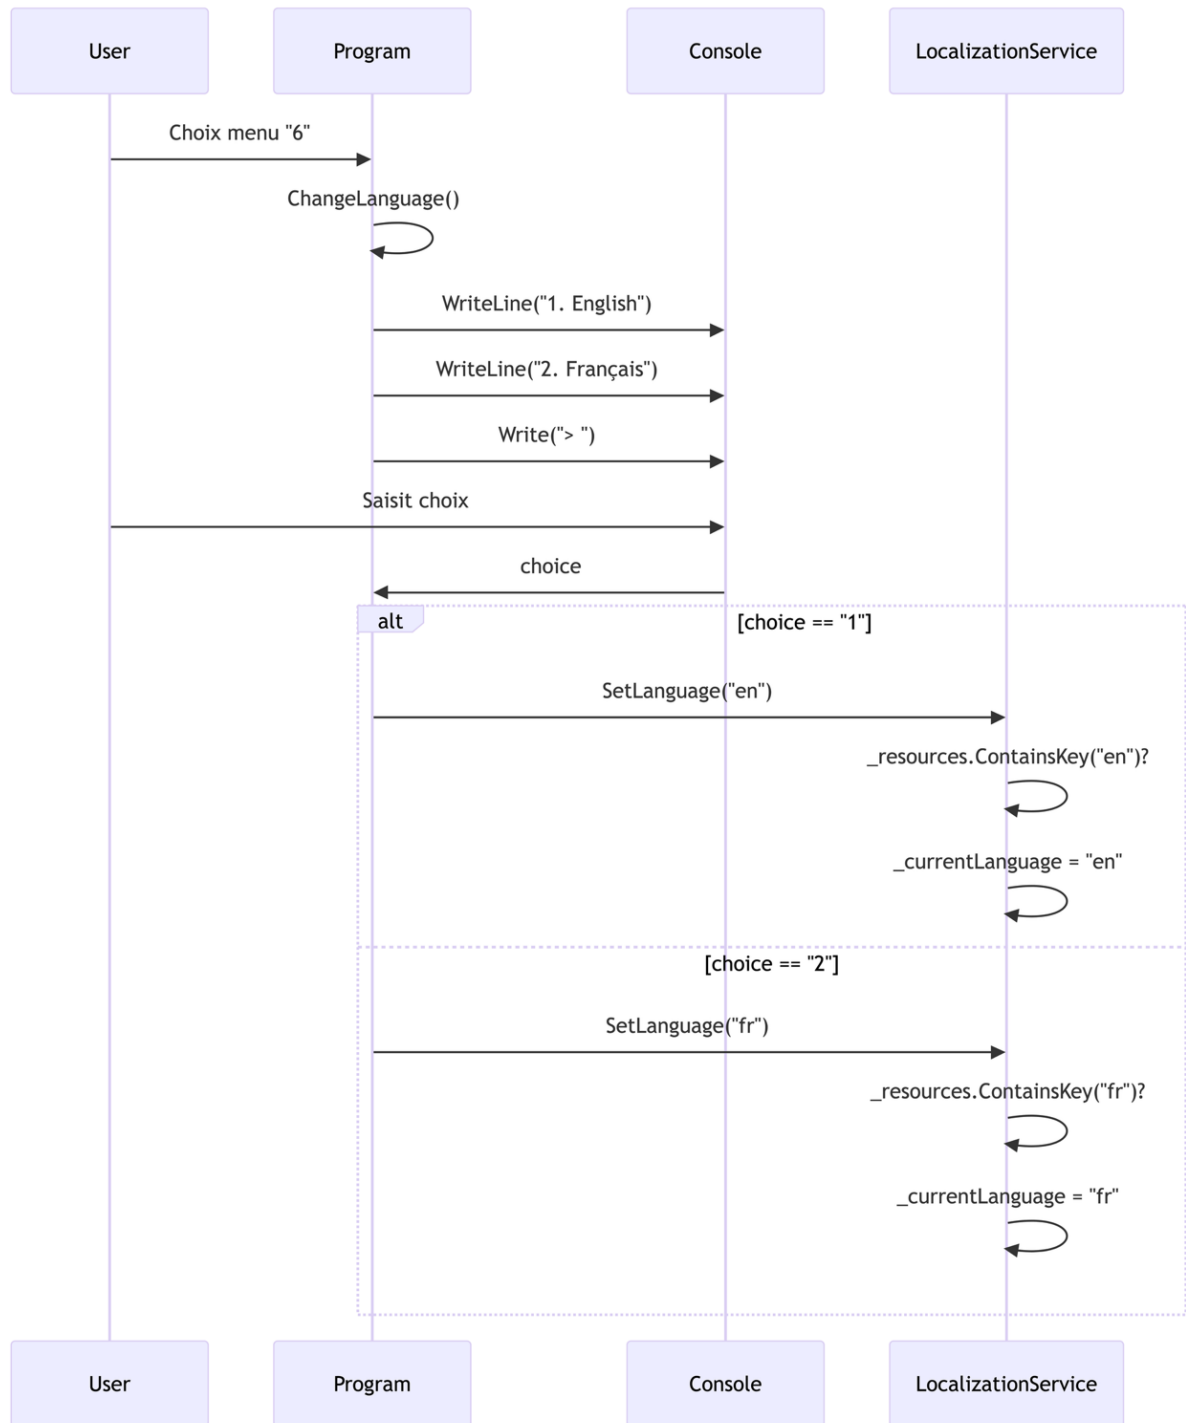 User
Program
Console
LocalizationService
Choix menu "6"
ChangeLanguage()
WriteLine("1. English")
WriteLine("2. Français")
Write("> ")
Saisit choix
choice
alt
[choice == "1"]
SetLanguage("en")
_resources.ContainsKey("en")?
_currentLanguage = "en"
[choice == "2"]
SetLanguage("fr")
_resources.ContainsKey("fr")?
_currentLanguage = "fr"
User
Program
Console
LocalizationService